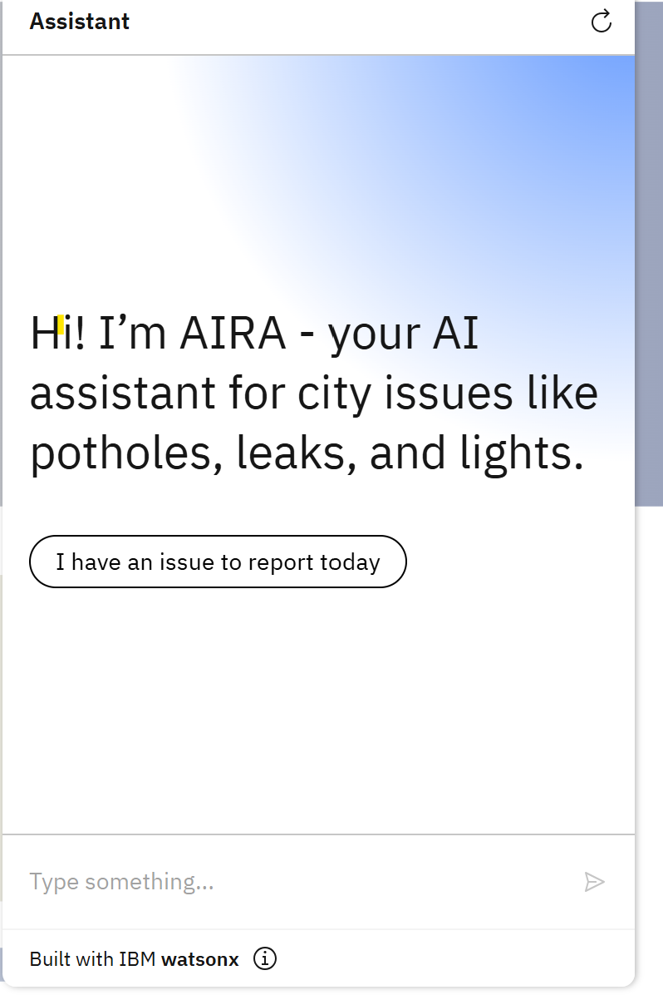 Assistant
Hi! I’m AIRA - your AI
assistant for city issues like
potholes, leaks, and lights.
I have an issue to report today
Type something...
Built with IBM watsonx